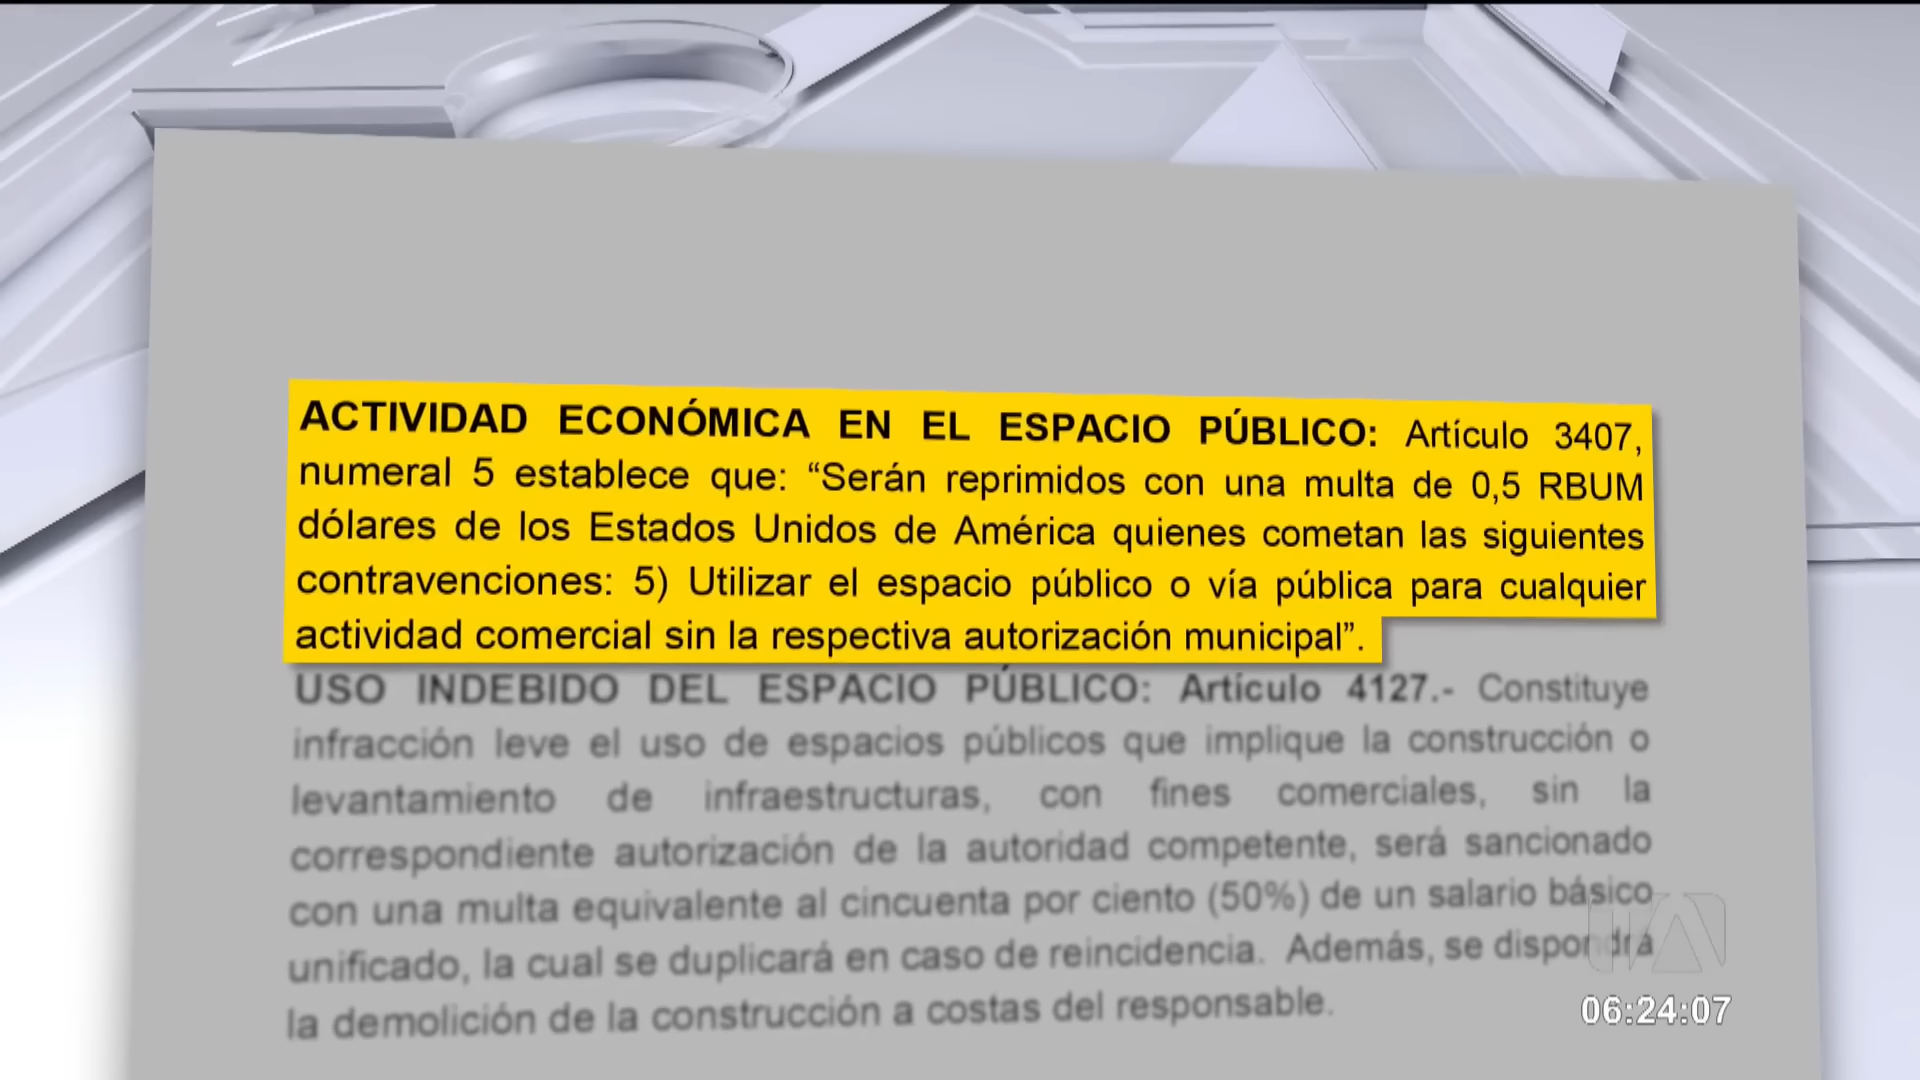 ACTIVIDAD ECONÓMICA EN EL ESPACIO PÚBLICO: Artículo 3407,
numeral 5 establece que: “Serán reprimidos con una multa de 0,5 RBUM
dólares de los Estados Unidos de América quienes cometan las siguientes
contravenciones: 5) Utilizar el espacio público o vía pública para cualquier
actividad comercial sin la respectiva autorización municipal”.
USO INDEBIDO DEL ESPACIO PÚBLICO: Artículo 4127.- Constituye
infracción leve el uso de espacios públicos que implique la construcción o
levantamiento de infraestructuras, con fines comerciales, sin la
correspondiente autorización de la autoridad competente, será sancionado
con una multa equivalente al cincuenta por ciento (50%) de un salario básico
unificado, la cual se duplicará en caso de reincidencia. Además, se dispondrá
la demolición de la construcción a costas del responsable.
TA
06:24:07